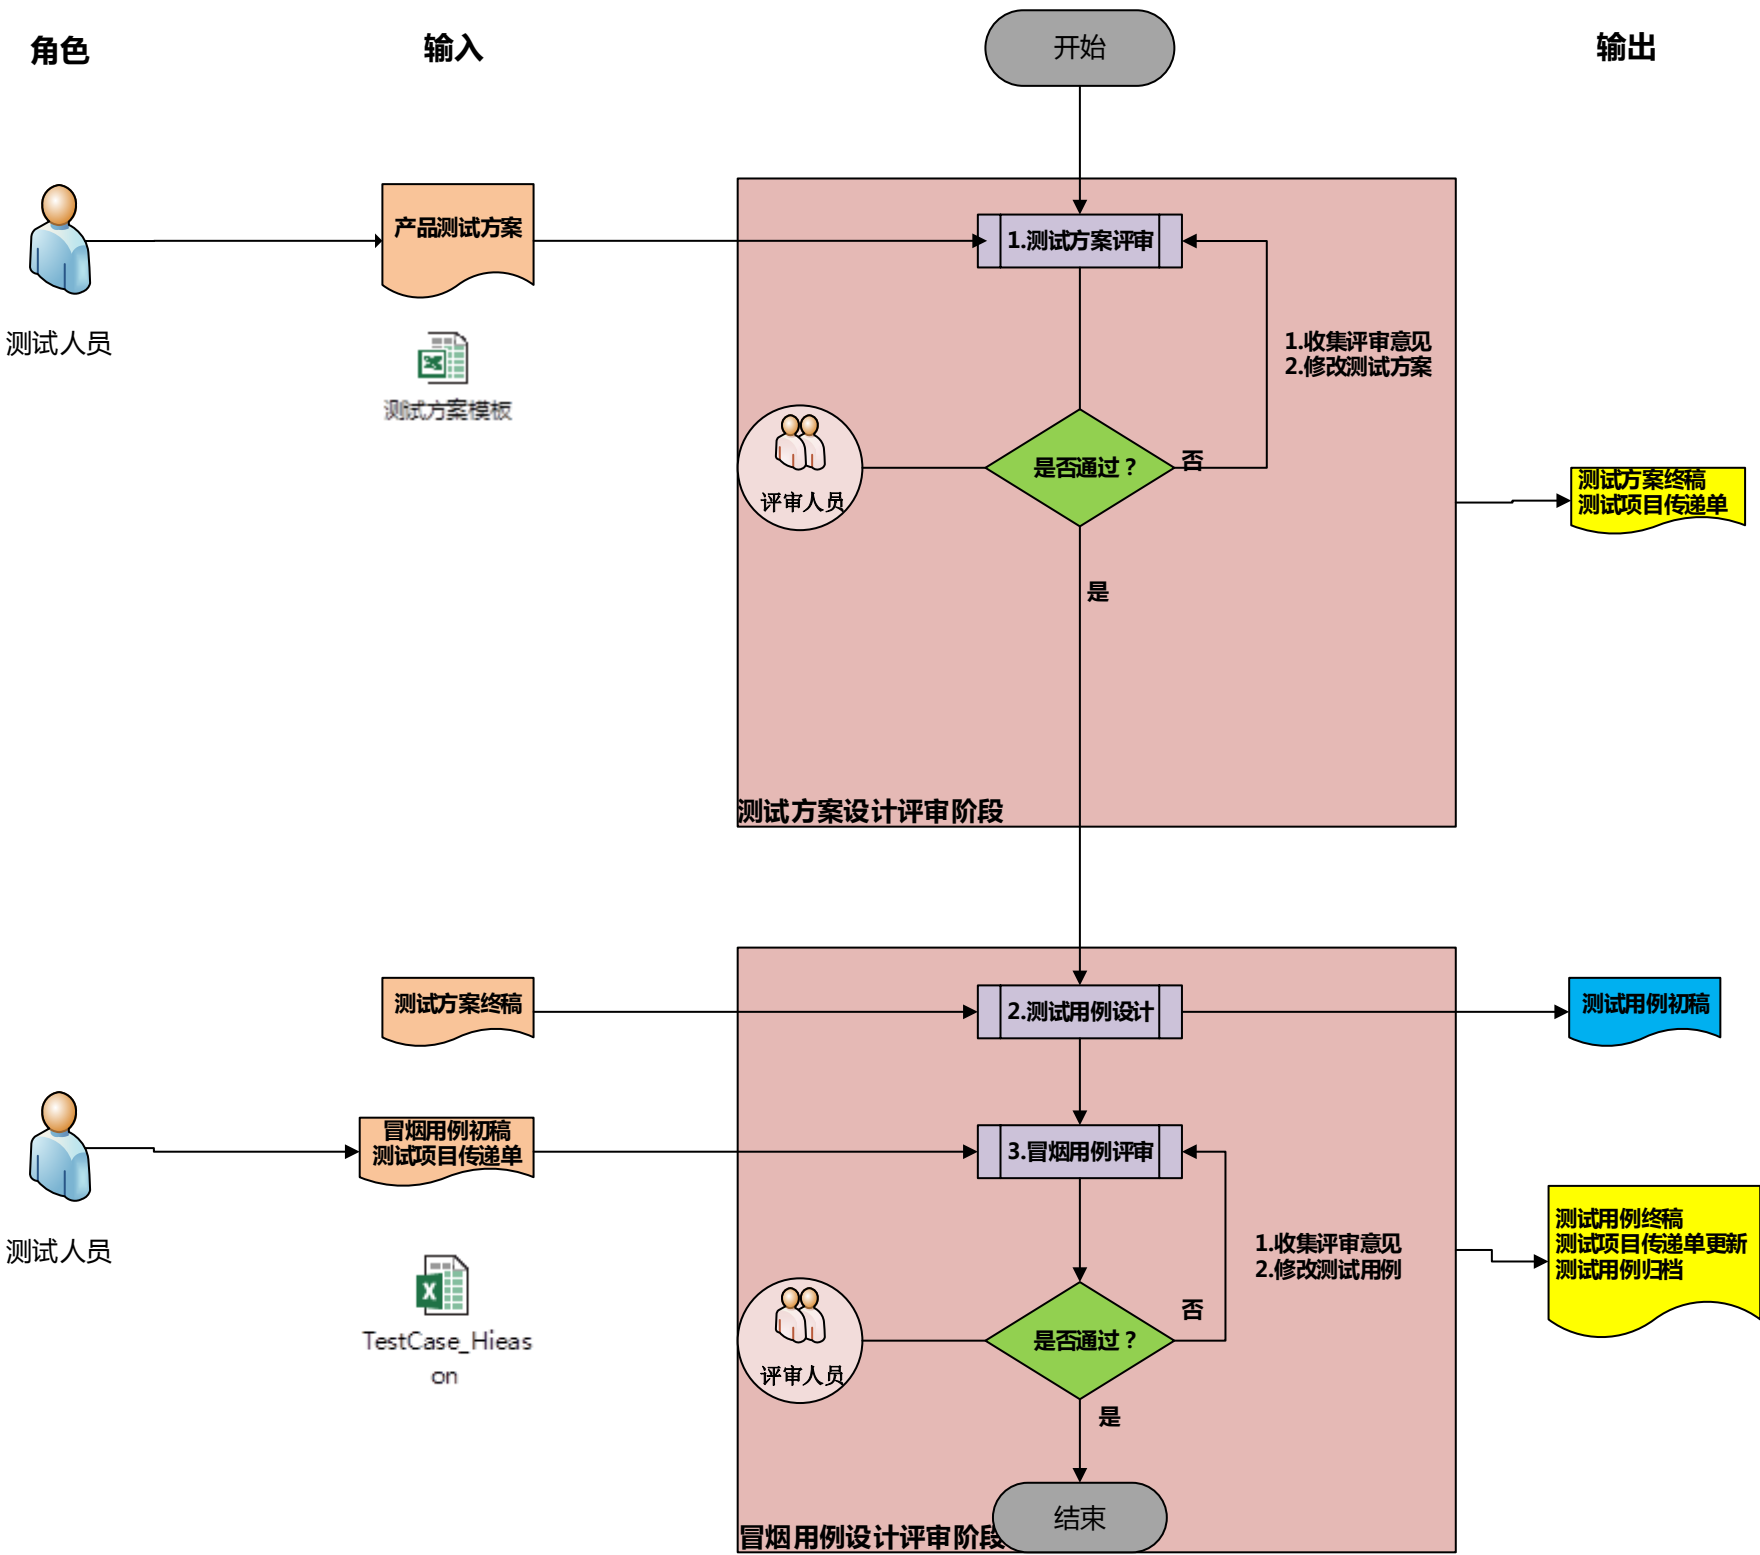 角色
输入
开始
输出
产品测试方案
1.测试方案评审
测试人员
测试方案模板
1.收集评审意见
2.修改测试方案
是否通过？
否
评审人员
测试方案终稿
测试项目传递单
是
测试方案设计评审阶段
测试方案终稿
2.测试用例设计
测试用例初稿
冒烟用例初稿
测试项目传递单
3.冒烟用例评审
测试人员
1.收集评审意见
2.修改测试用例
测试用例终稿
测试项目传递单更新
测试用例归档
TestCase_Hieas
on
否
是否通过？
评审人员
是
结束
冒烟用例设计评审阶段